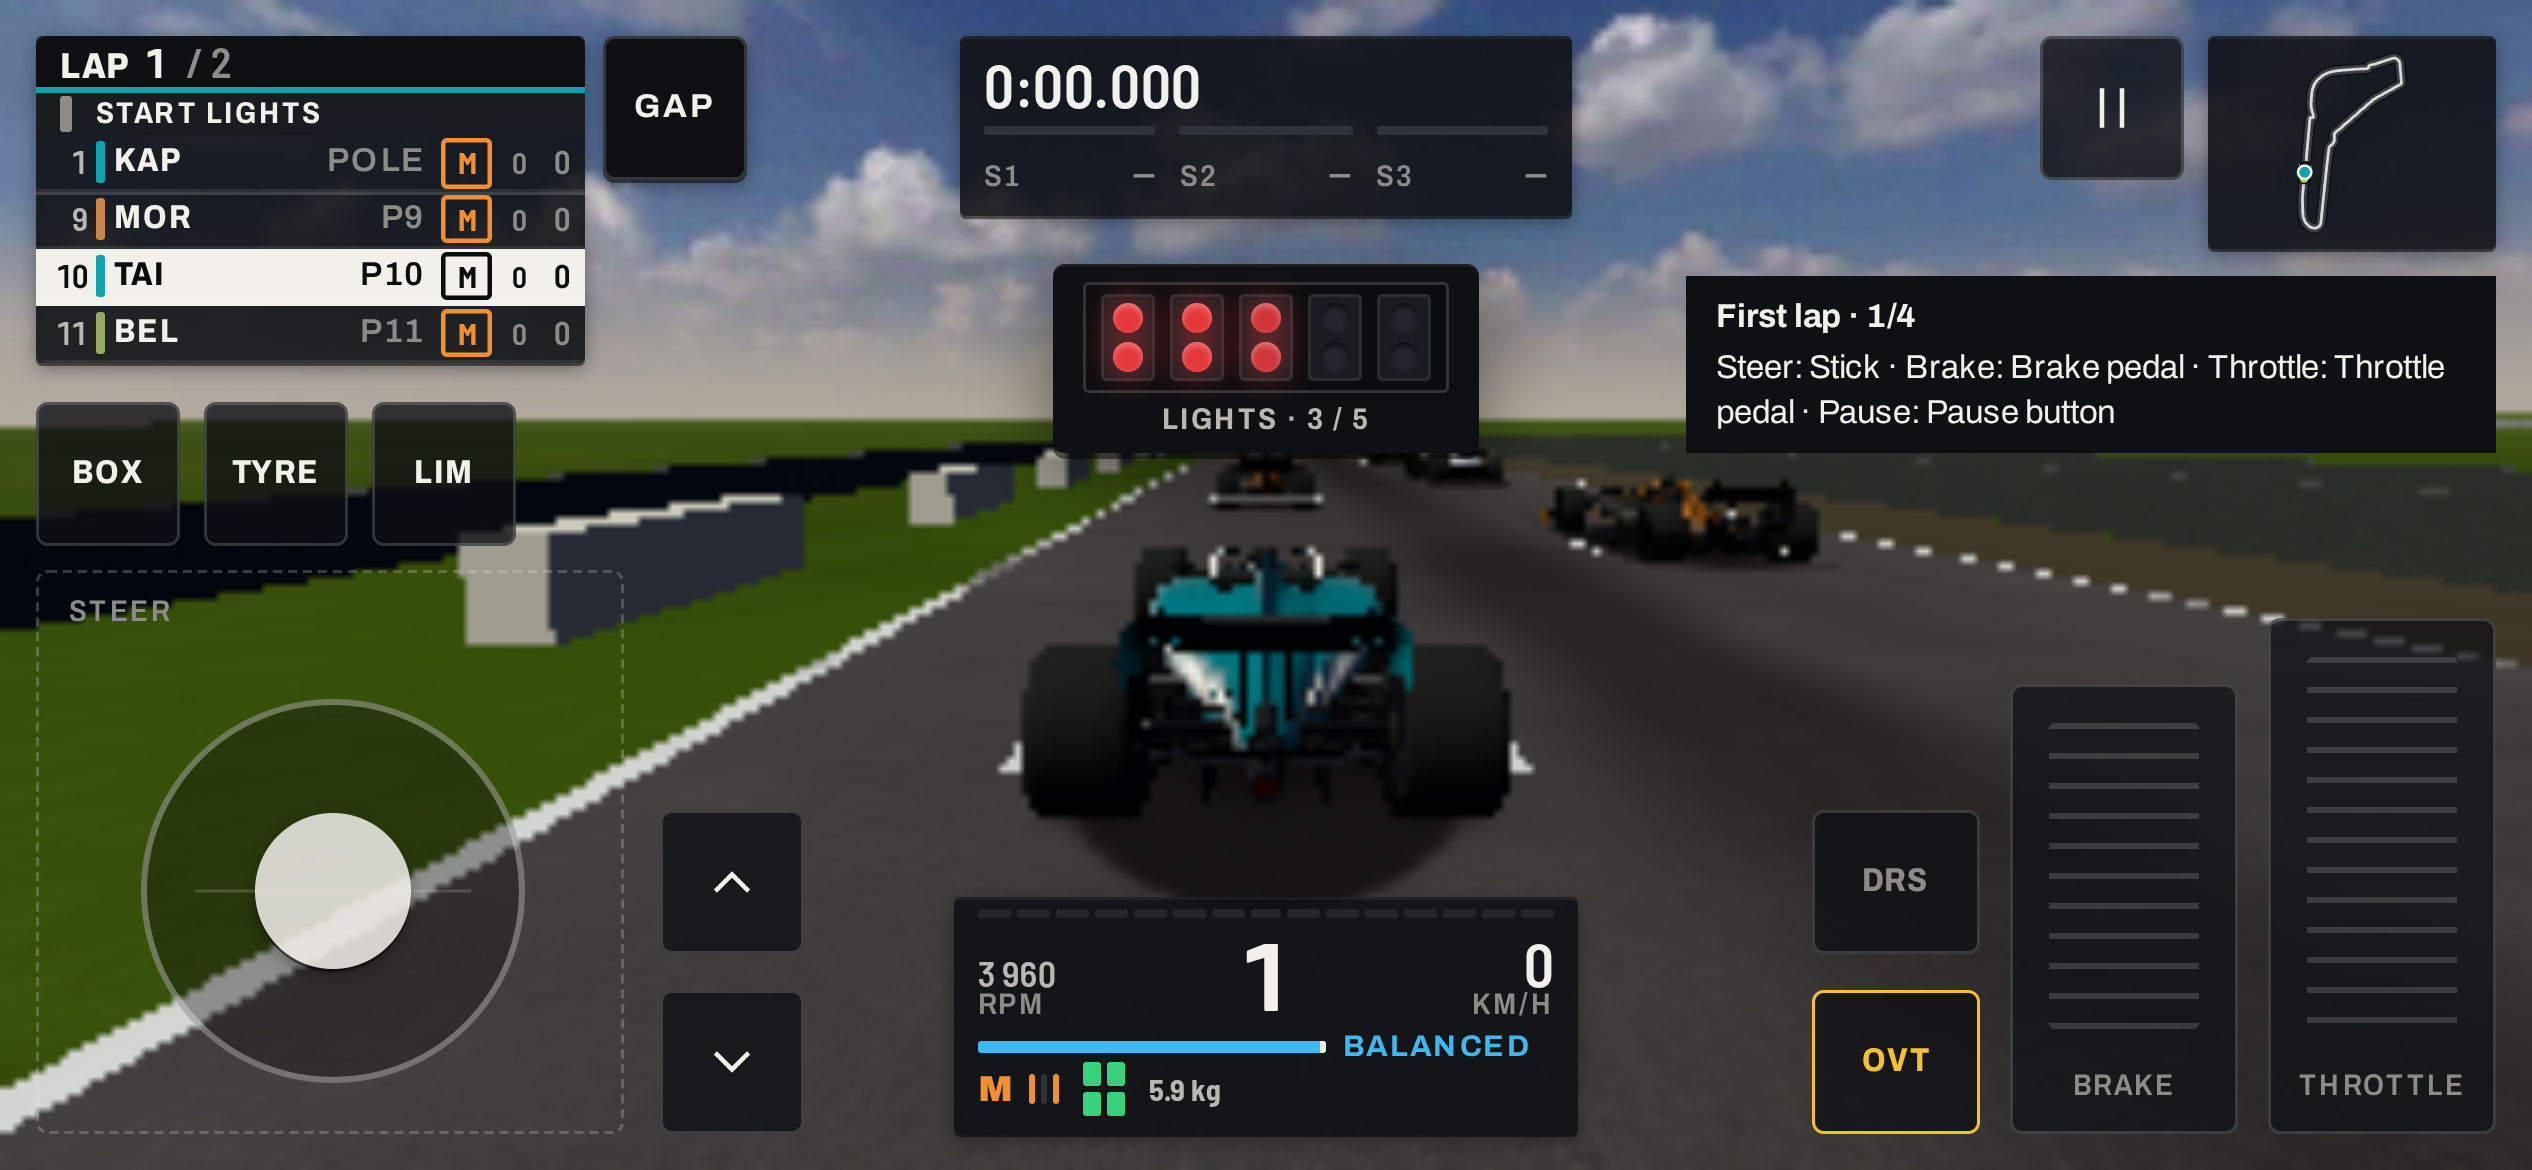 LAP 1 / 2
START LIGHTS
1 KAP POLE M 0 0
9 MOR P9 M 0 0
10 TAI P10 M 0 0
11 BEL P11 M 0 0
GAP
0:00.000
S1 — S2 — S3 —
LIGHTS · 3 / 5
First lap · 1/4
Steer: Stick · Brake: Brake pedal · Throttle: Throttle
pedal · Pause: Pause button
BOX TYRE LIM
STEER
3 960
RPM
1
0
KM/H
BALANCED
M 5.9 kg
DRS
OVT
BRAKE
THROTTLE